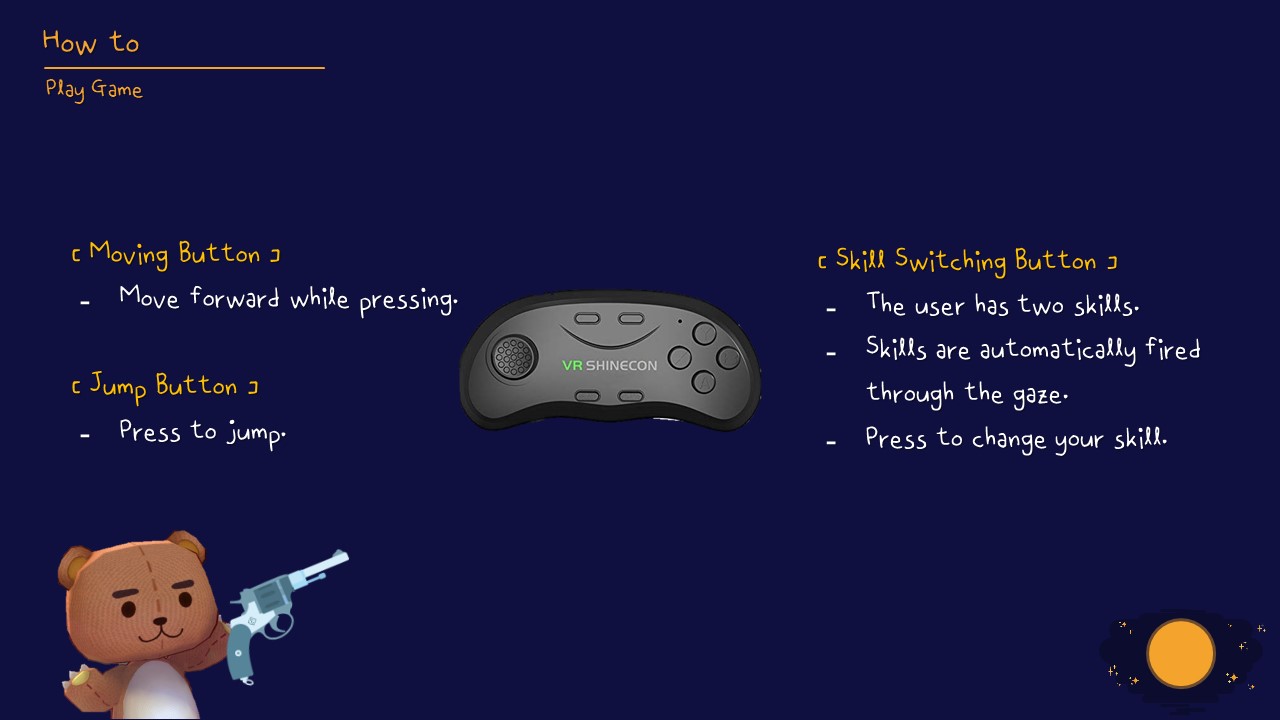 How to
Play Game
[ Moving Button ]
- Move forward while pressing.
[ Jump Button ]
- Press to jump.
VR SHINECON
[ Skill Switching Button ]
- The user has two skills.
- Skills are automatically fired
through the gaze.
- Press to change your skill.